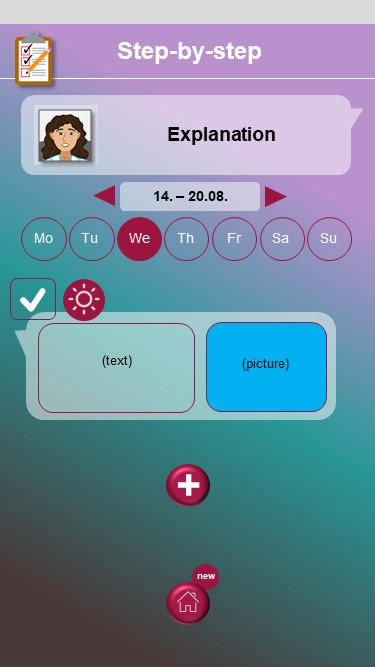 Step-by-step
Explanation
14. – 20.08.
Mo Tu We Th Fr Sa Su
(text)
(picture)
new